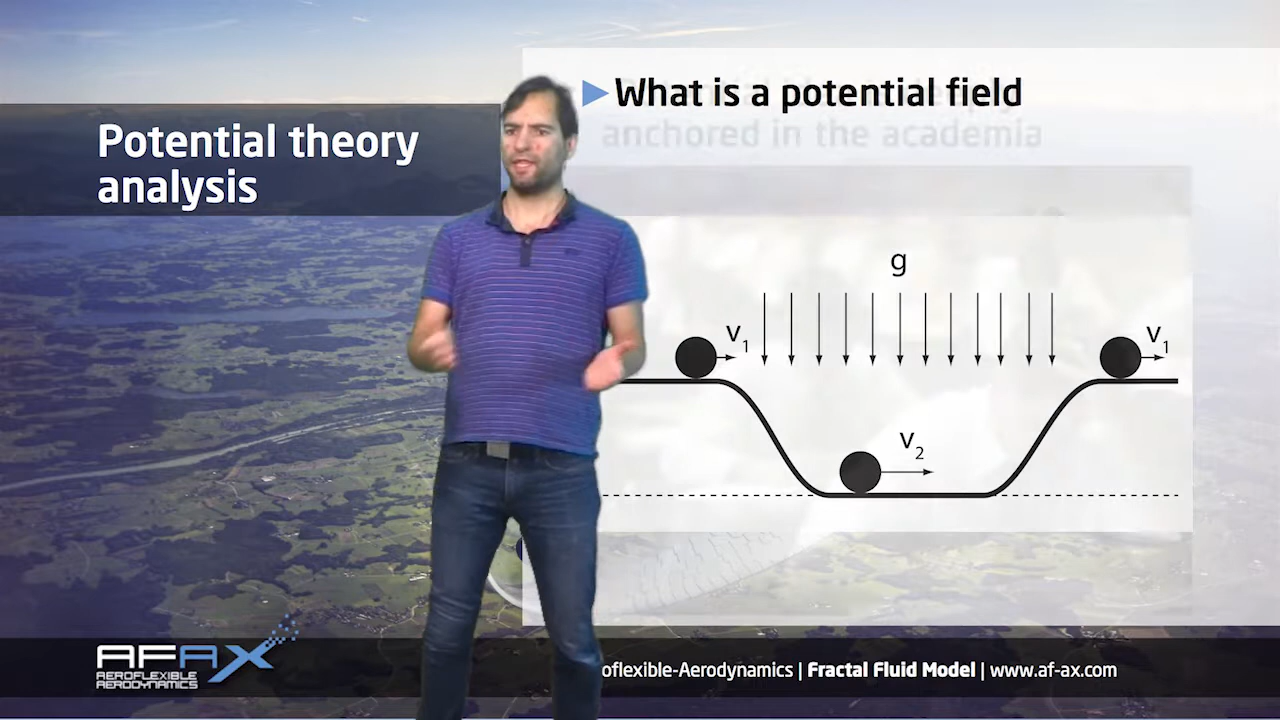 What is a potential field
anchored in the academia
Potential theory
analysis
g
v1
v1
v2
AFAX
AEROFLEXIBLE
AERODYNAMICS
oflexible-Aerodynamics | Fractal Fluid Model | www.af-ax.com